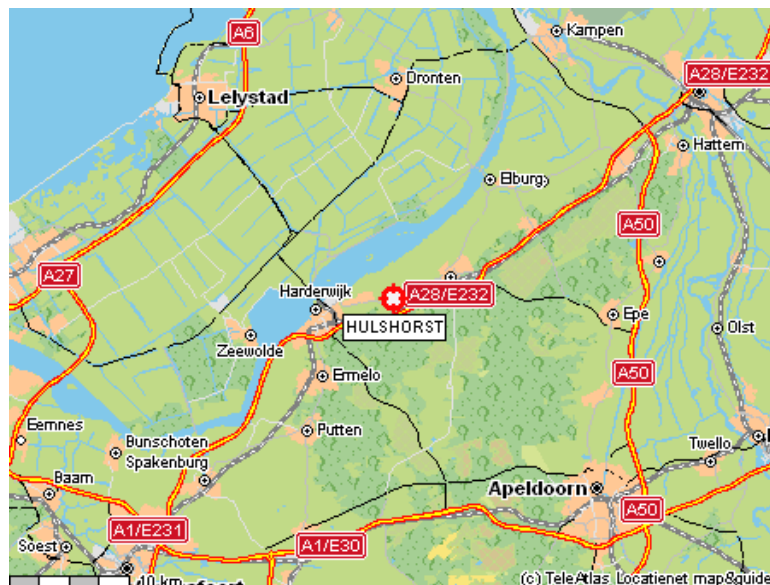 A6
Kampen
A28/E232
Dronten
Lelystad
Hattem
Elburg
A50
A27
A28/E232
Harderwijk
HULSHORST
Epe
Olst
Zeewolde
A50
Ermelo
Eemnes
Putten
Bunschoten
Spakenburg
Twello
Baarn
Apeldoorn
A50
A1/E231
A1/E30
Soest
10 km
(c) TeleAtlas Locatienet map&guide